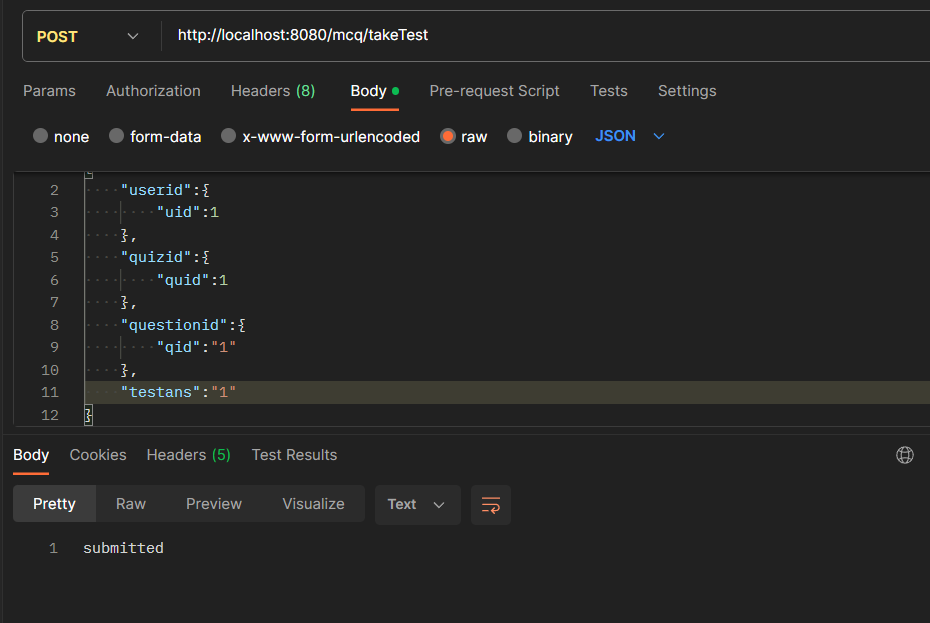 POST http://localhost:8080/mcq/takeTest
Params Authorization Headers (8) Body Pre-request Script Tests Settings
none form-data x-www-form-urlencoded raw binary JSON
2 "userid":{
3 "uid":1
4 },
5 "quizid":{
6 "quid":1
7 },
8 "questionid":{
9 "qid":"1"
10 },
11 "testans":"1"
12 }
Body Cookies Headers (5) Test Results
Pretty Raw Preview Visualize Text
1 submitted